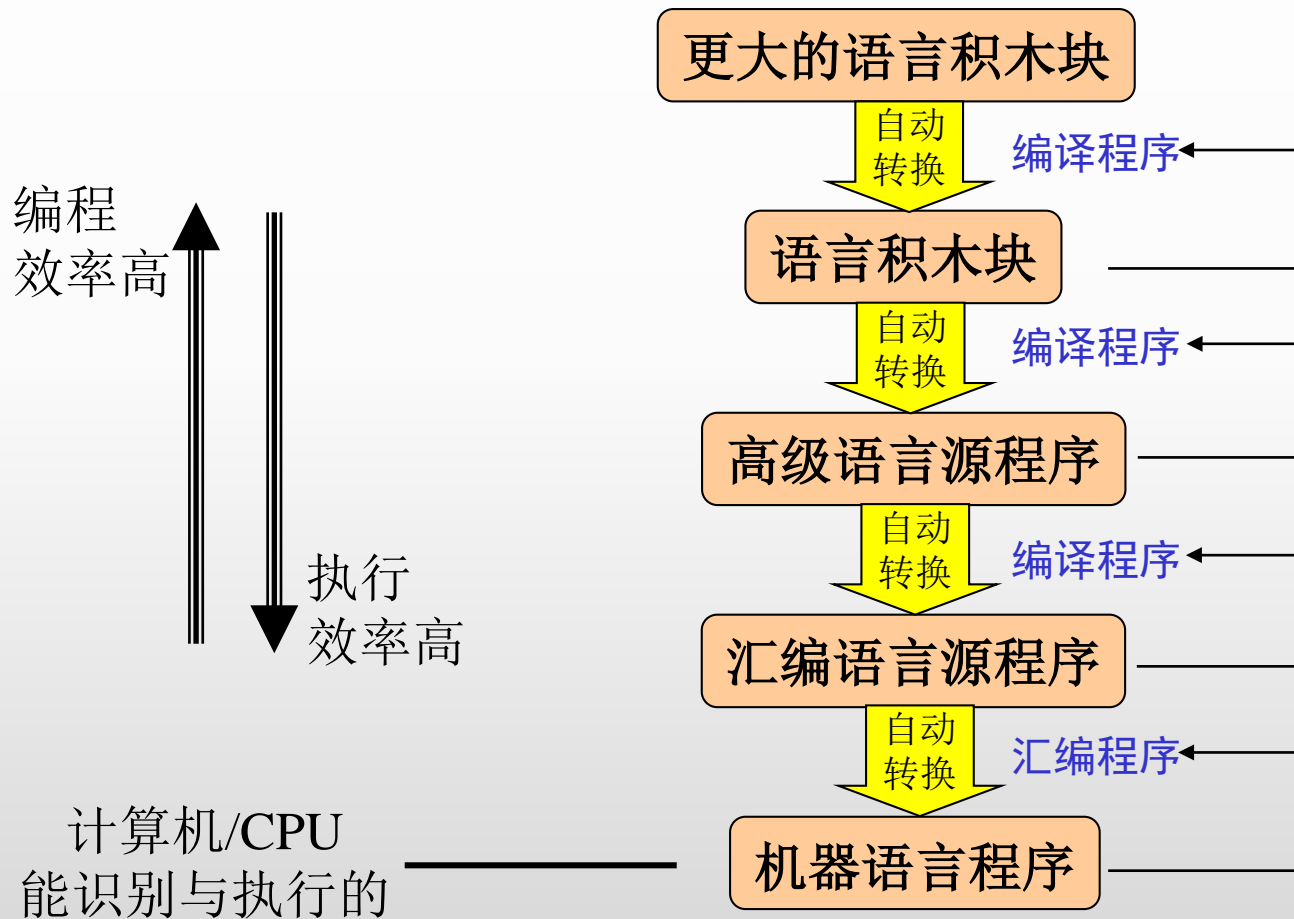 更大的语言积木块
自动
转换
编译程序
编程
效率高
语言积木块
自动
转换
编译程序
高级语言源程序
自动
转换
编译程序
执行
效率高
汇编语言源程序
自动
转换
汇编程序
计算机/CPU
能识别与执行的
机器语言程序